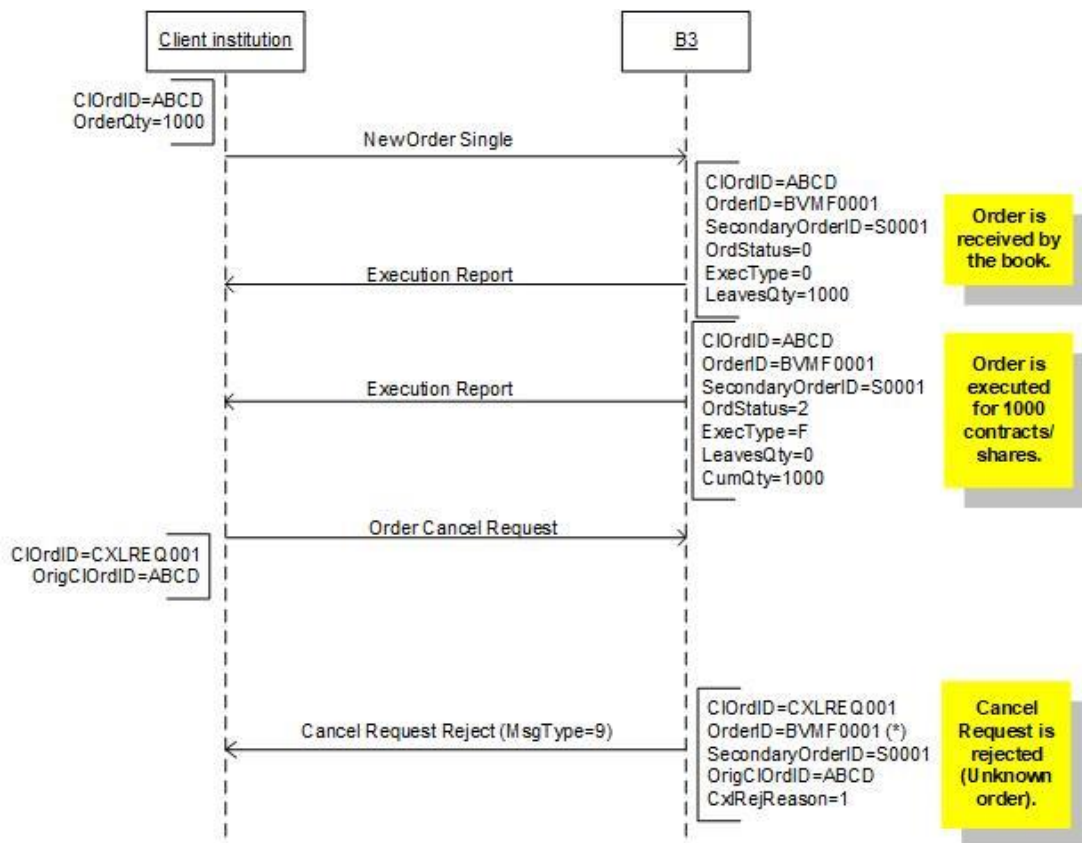 Client institution
B3
ClOrdID=ABCD
OrderQty=1000
NewOrder Single
ClOrdID=ABCD
OrderID=BVMF0001
SecondaryOrderID=S0001
OrdStatus=0
ExecType=0
LeavesQty=1000
Order is
received by
the book.
Execution Report
ClOrdID=ABCD
OrderID=BVMF0001
SecondaryOrderID=S0001
OrdStatus=2
ExecType=F
LeavesQty=0
CumQty=1000
Order is
executed
for 1000
contracts/
shares.
Execution Report
Order Cancel Request
ClOrdID=CXLREQ001
OrigClOrdID=ABCD
Cancel Request Reject (MsgType=9)
ClOrdID=CXLREQ001
OrderID=BVMF0001 (*)
SecondaryOrderID=S0001
OrigClOrdID=ABCD
CxlRejReason=1
Cancel
Request is
rejected
(Unknown
order).